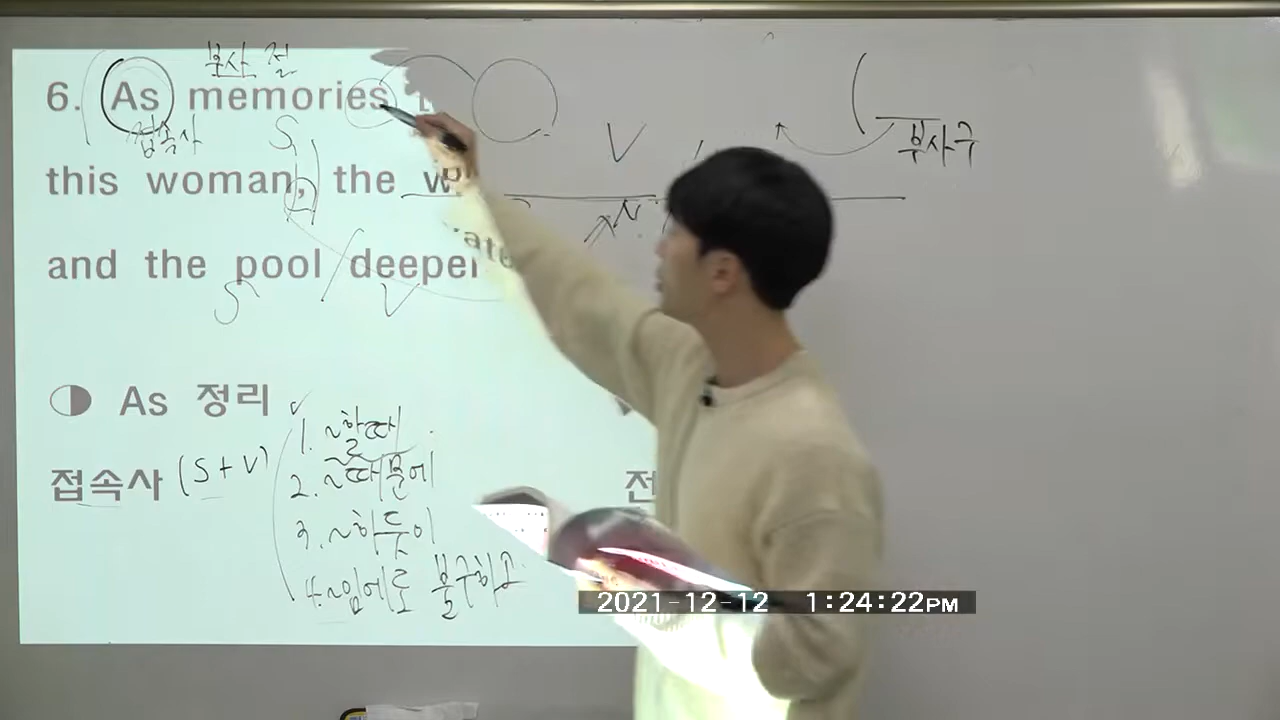 부사 절
6. As memories
접속사 S V 부사구
this woman, the
N
and the pool deeper
S V
As 정리
1. ~할때
접속사 (S+V) 2. ~때문에
3. ~하듯이
4. ~임에로 불구하고
2021-12-12 1:24:22PM